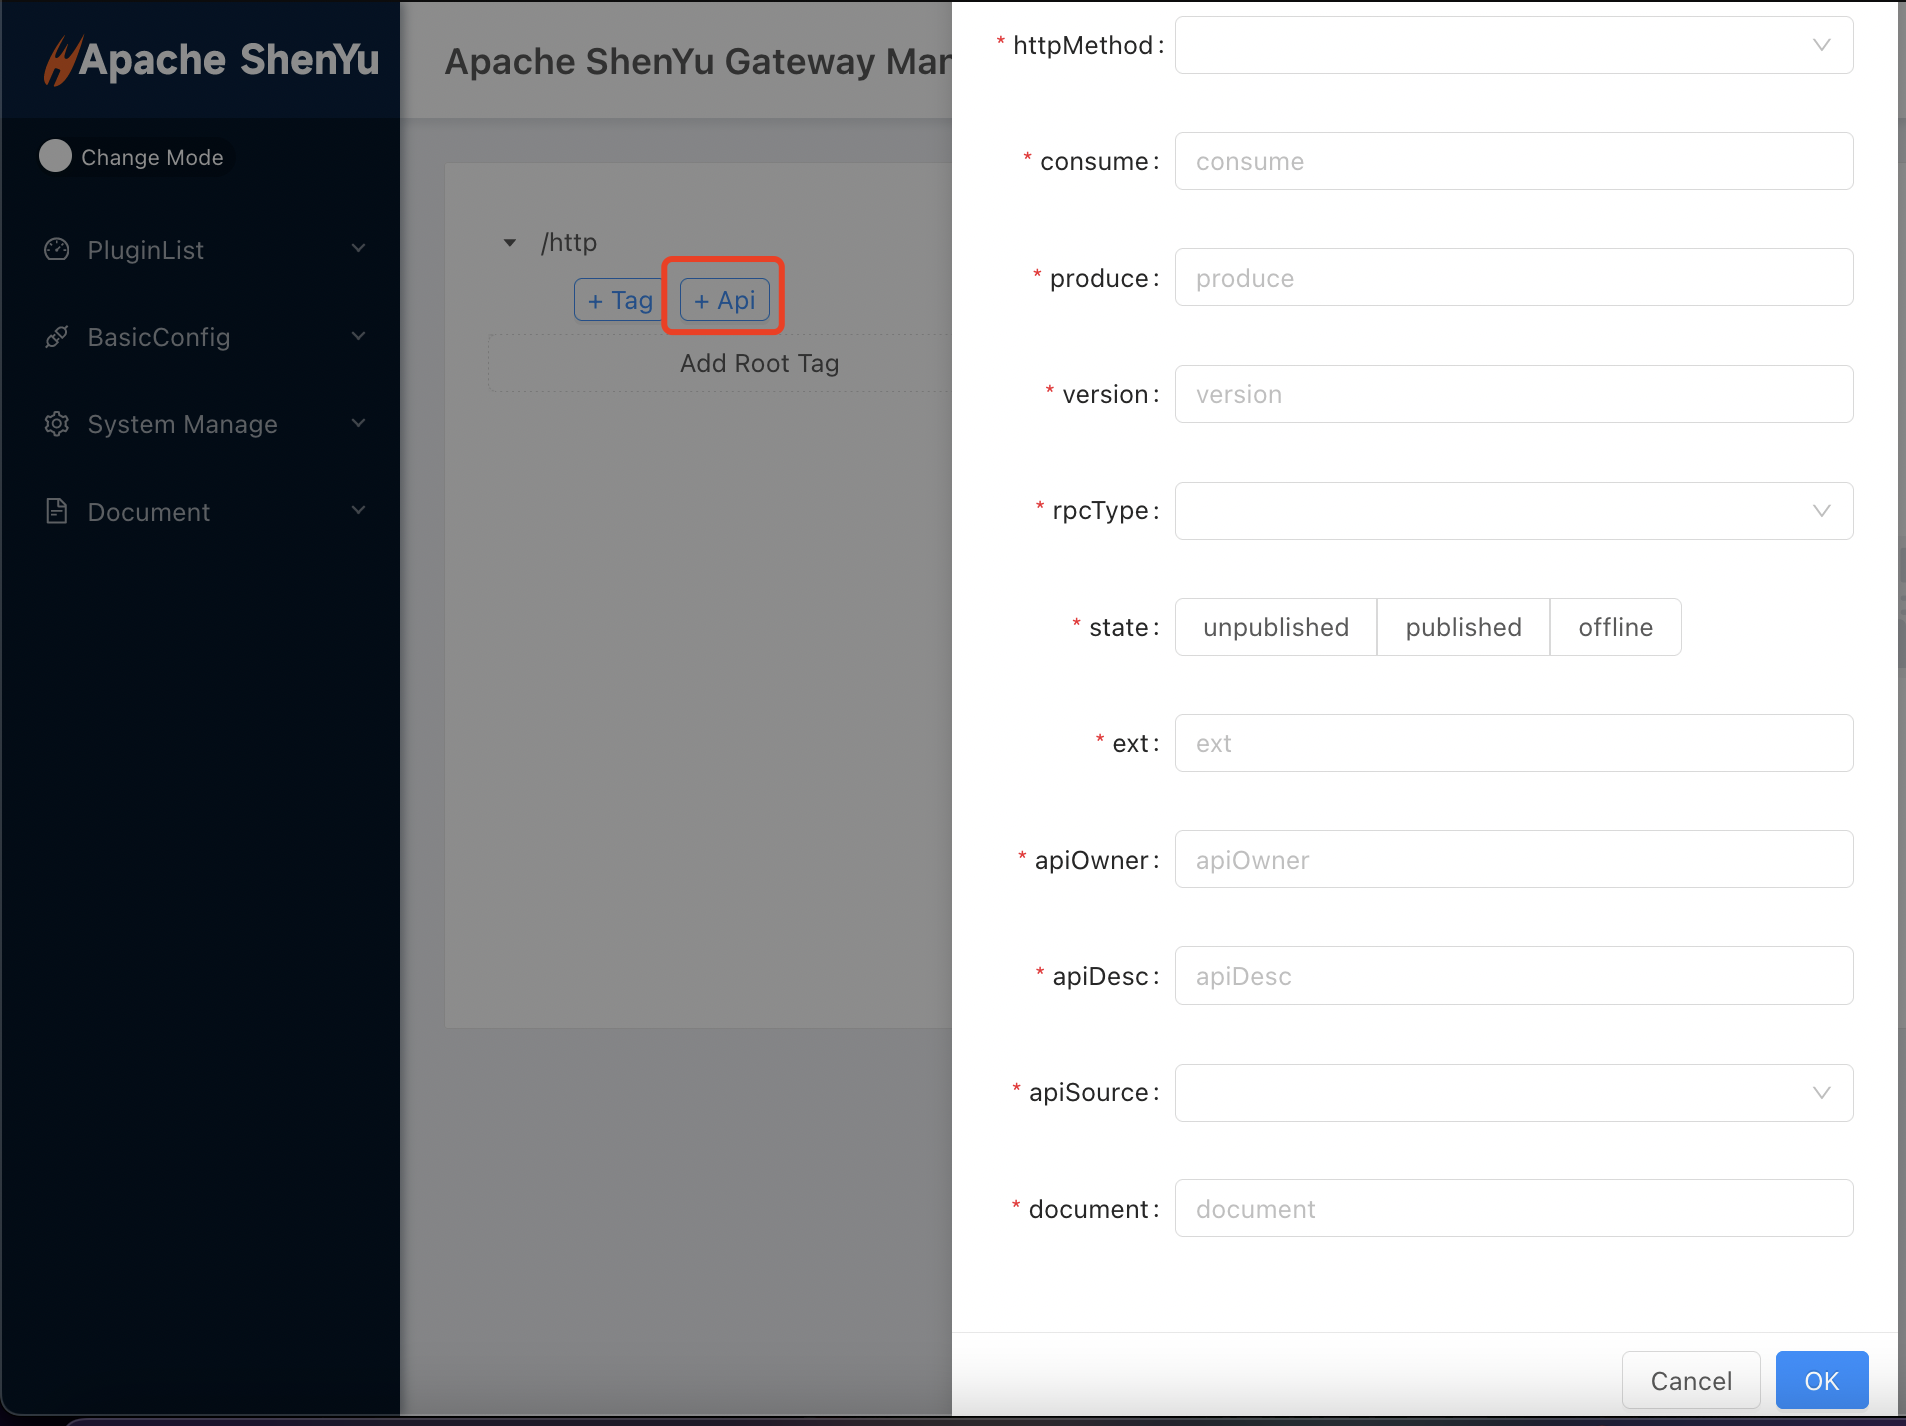 Apache ShenYu
Change Mode
PluginList
BasicConfig
System Manage
Document
Apache ShenYu Gateway Man
/http
+ Tag
+ Api
Add Root Tag
* httpMethod:
* consume: consume
* produce: produce
* version: version
* rpcType:
* state: unpublished published offline
* ext: ext
* apiOwner: apiOwner
* apiDesc: apiDesc
* apiSource:
* document: document
Cancel OK